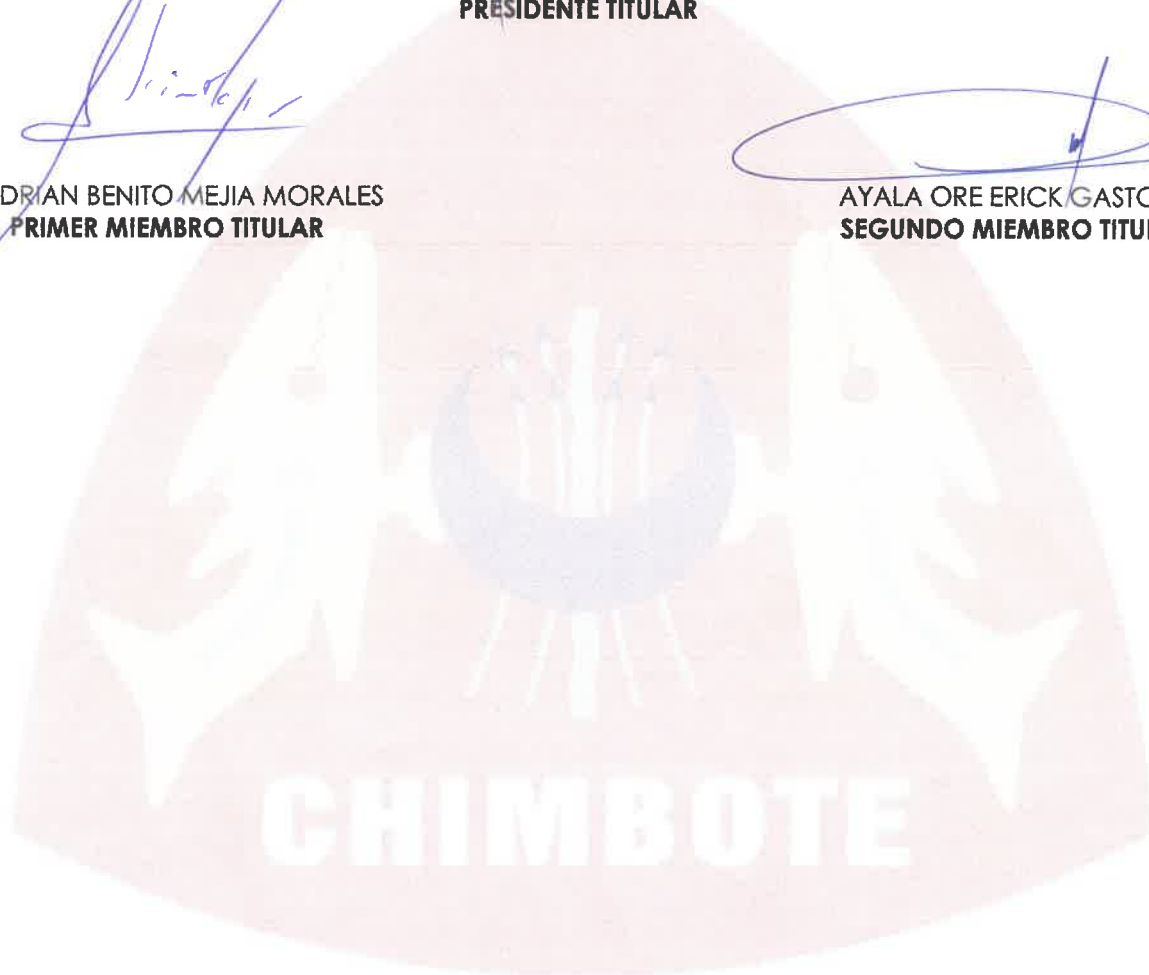 PRESIDENTE TITULAR
DRIAN BENITO MEJIA MORALES
PRIMER MIEMBRO TITULAR
AYALA ORE ERICK GASTO
SEGUNDO MIEMBRO TITU
CHIMBOTE